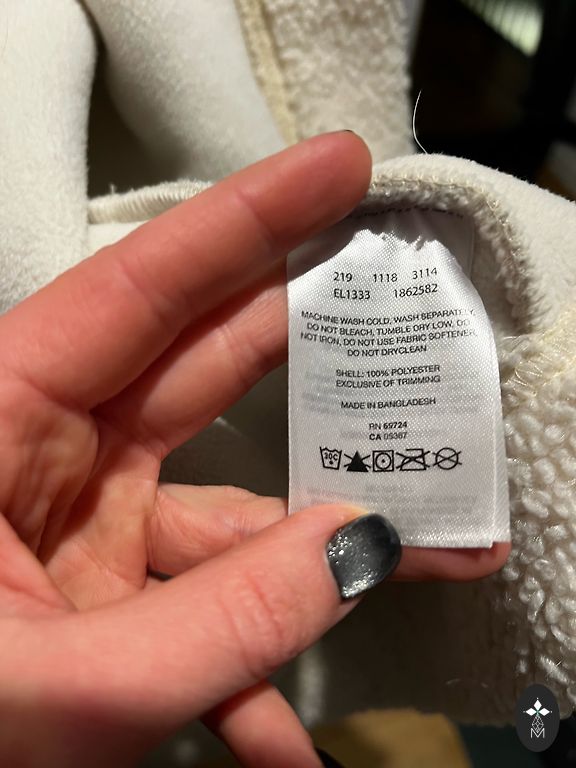 219 1118 3114
EL1333 1862582
MACHINE WASH COLD, WASH SEPARATELY,
DO NOT BLEACH, TUMBLE DRY LOW, DO
NOT IRON, DO NOT USE FABRIC SOFTENER,
DO NOT DRYCLEAN
SHELL: 100% POLYESTER
EXCLUSIVE OF TRIMMING
MADE IN BANGLADESH
RN 69724
CA 09367
30C
M